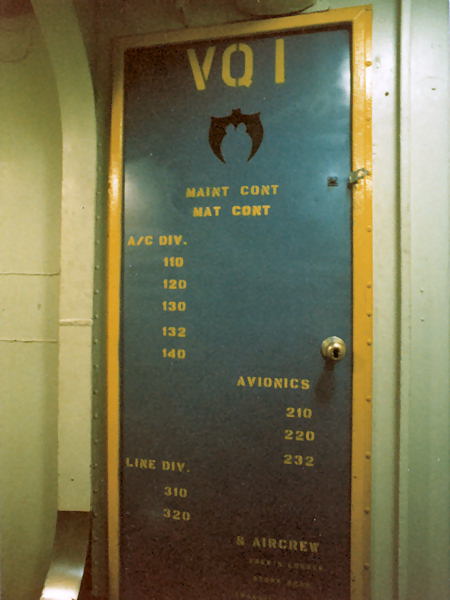 VQ 1
MAINT CONT
MAT CONT
A/C DIV.
110
120
130
132
140
AVIONICS
210
220
232
LINE DIV.
310
320
& AIRCREW